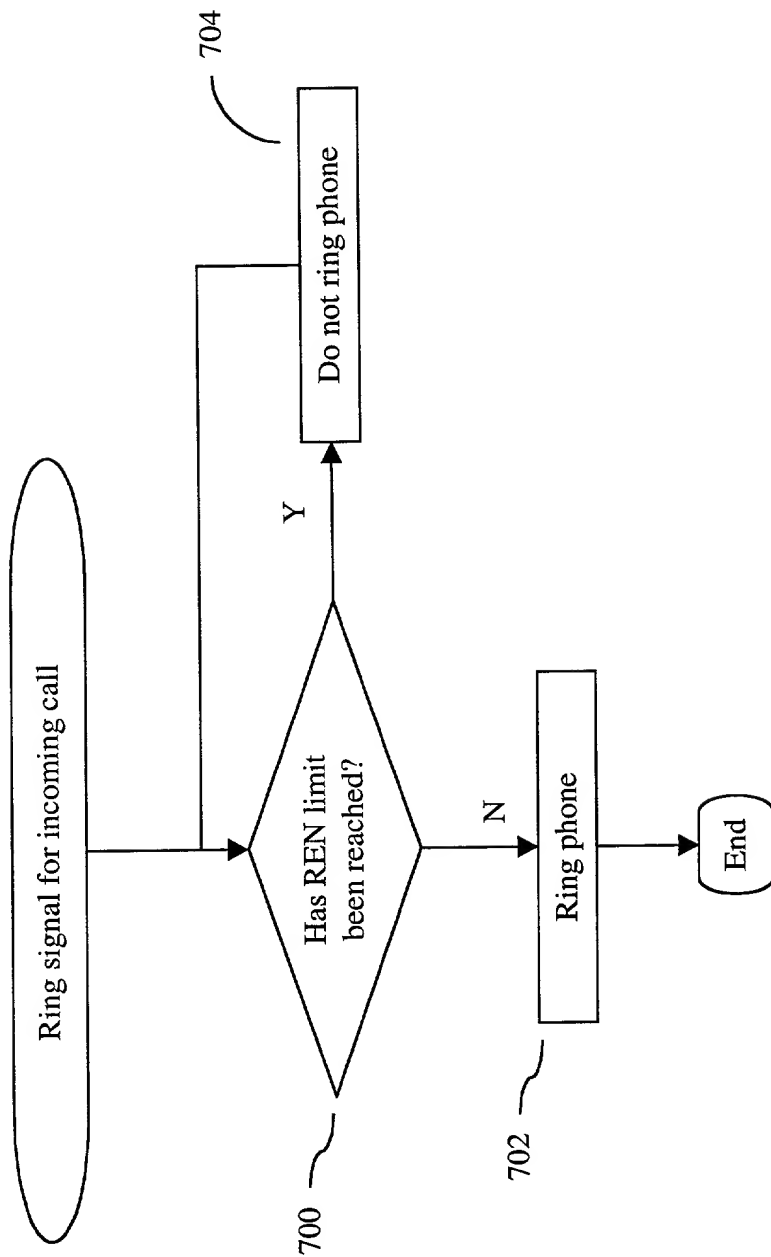 Ring signal for incoming call
704
Has REN limit
been reached?
Y
Do not ring phone
700
N
702
Ring phone
End